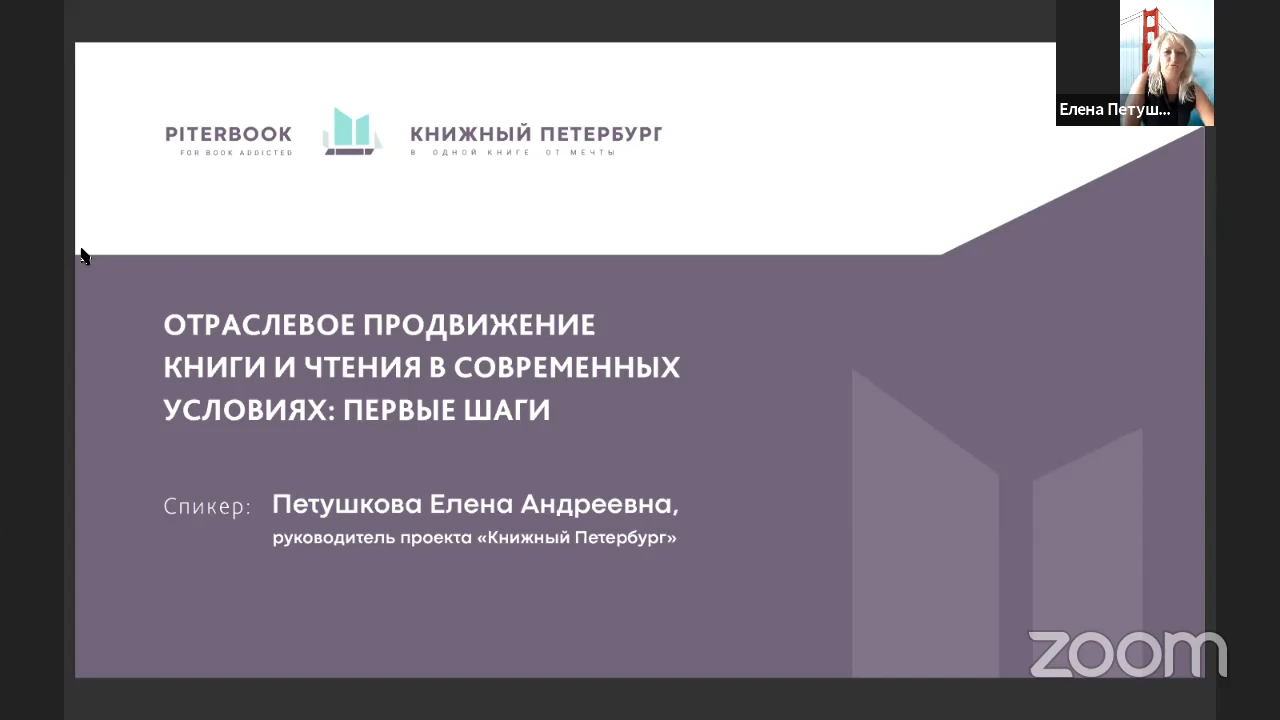 Елена Петуш...
PITERBOOK
FOR BOOK ADDICTED
КНИЖНЫЙ ПЕТЕРБУРГ
В ОДНОЙ КНИГЕ ОТ МЕЧТЫ
ОТРАСЛЕВОЕ ПРОДВИЖЕНИЕ
КНИГИ И ЧТЕНИЯ В СОВРЕМЕННЫХ
УСЛОВИЯХ: ПЕРВЫЕ ШАГИ
Спикер: Петушкова Елена Андреевна,
руководитель проекта «Книжный Петербург»
zoom